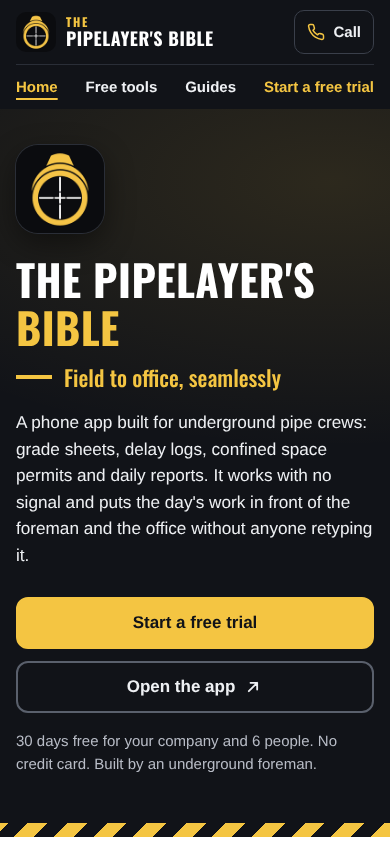 THE
PIPELAYER'S BIBLE
Call
Home
Free tools
Guides
Start a free trial
THE PIPELAYER'S
BIBLE
Field to office, seamlessly
A phone app built for underground pipe crews:
grade sheets, delay logs, confined space
permits and daily reports. It works with no
signal and puts the day's work in front of the
foreman and the office without anyone retyping
it.
Start a free trial
Open the app
30 days free for your company and 6 people. No
credit card. Built by an underground foreman.